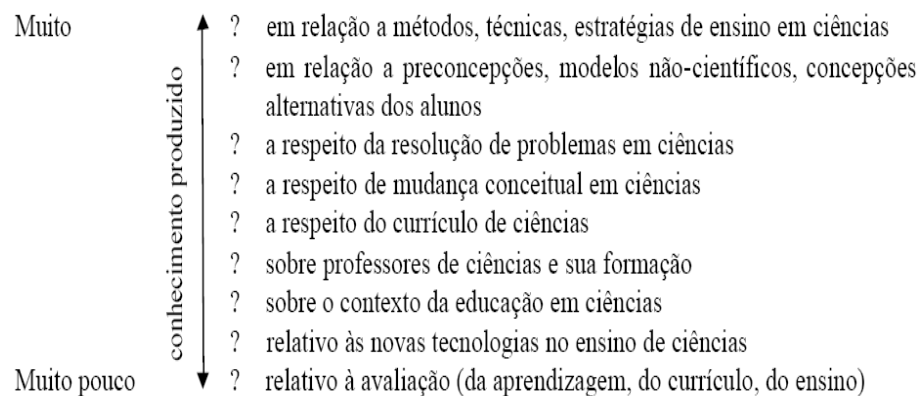 Muito ? em relação a métodos, técnicas, estratégias de ensino em ciências
? em relação a preconcepções, modelos não-científicos, concepções
alternativas dos alunos
? a respeito da resolução de problemas em ciências
? a respeito de mudança conceitual em ciências
? a respeito do currículo de ciências
? sobre professores de ciências e sua formação
? sobre o contexto da educação em ciências
? relativo às novas tecnologias no ensino de ciências
Muito pouco ? relativo à avaliação (da aprendizagem, do currículo, do ensino)
conhecimento produzido